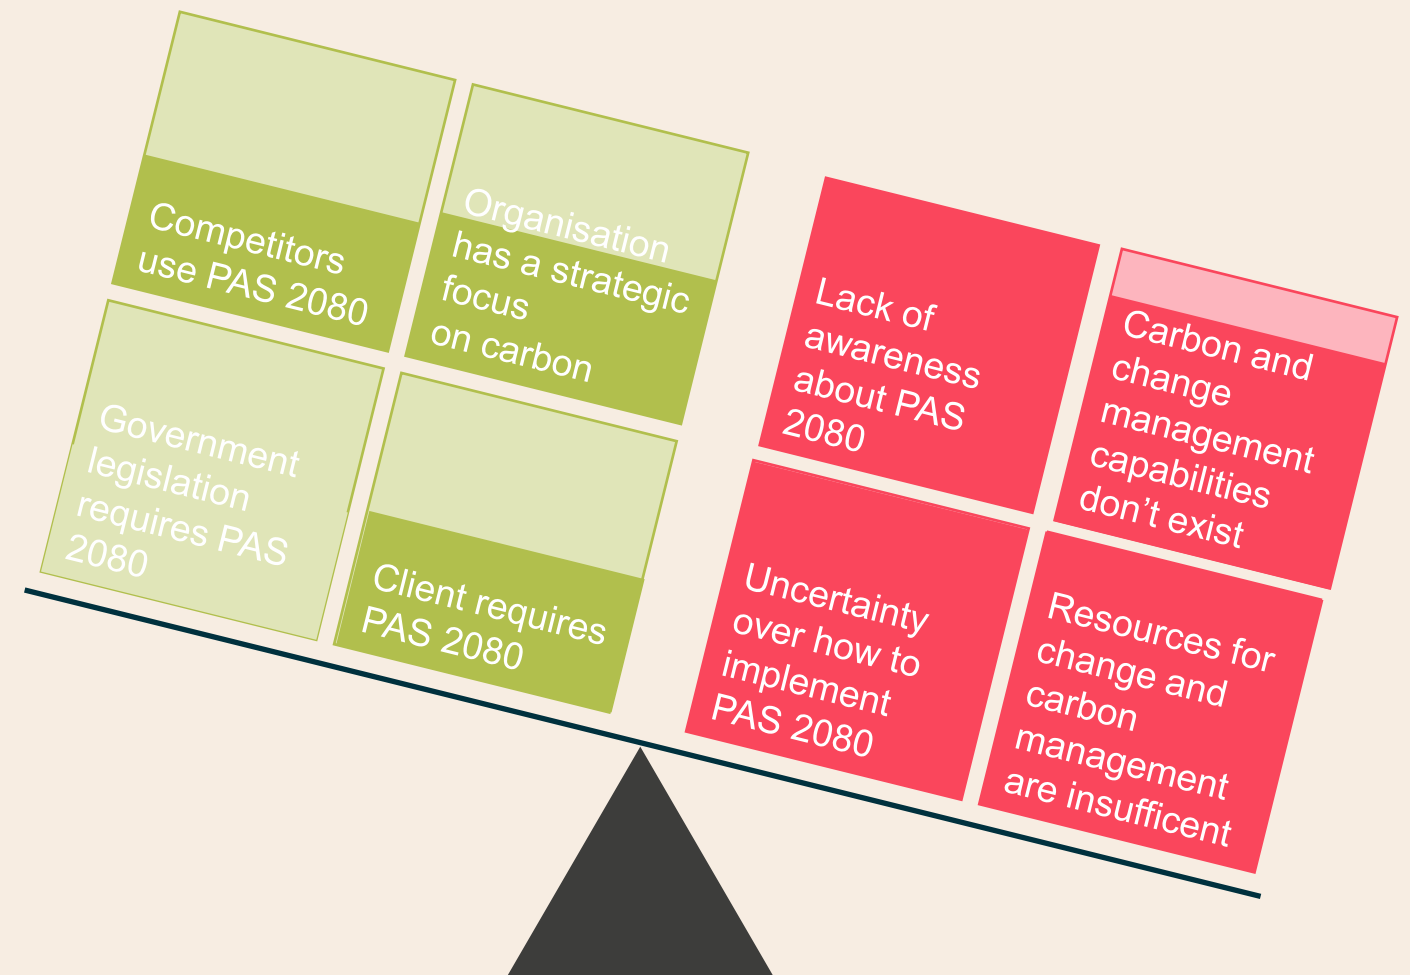 Competitors
use PAS 2080
Organisation
has a strategic
focus
on carbon
Government
legislation
requires PAS
2080
Client requires
PAS 2080
Lack of
awareness
about PAS
2080
Carbon and
change
management
capabilities
don’t exist
Uncertainty
over how to
implement
PAS 2080
Resources for
change and
carbon
management
are insufficent